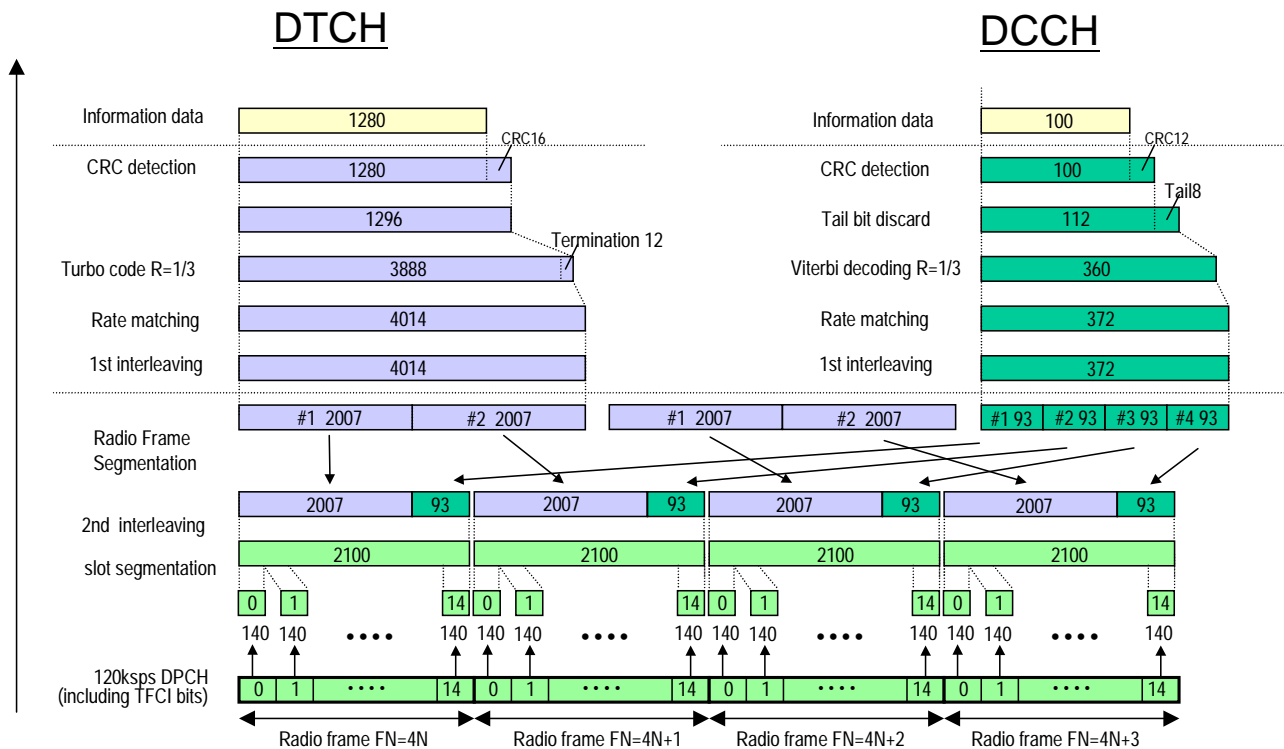 DTCH DCCH
Information data 1280 Information data 100
CRC16 CRC12
CRC detection 1280 CRC detection 100
Tail8
1296 Tail bit discard 112
Termination 12
Turbo code R=1/3 3888 Viterbi decoding R=1/3 360
Rate matching 4014 Rate matching 372
1st interleaving 4014 1st interleaving 372
#1 2007 #2 2007 #1 2007 #2 2007 #1 93 #2 93 #3 93 #4 93
Radio Frame
Segmentation
2007 93 2007 93 2007 93 2007 93
2nd interleaving
2100 2100 2100 2100
slot segmentation
0 1 14 0 1 14 0 1 14 0 1 14
140 140 •••• 140 140 140 •••• 140 140 140 •••• 140 140 140 •••• 140
120ksps DPCH
(including TFCI bits)
0 1 •••• 14 0 1 •••• 14 0 1 •••• 14 0 1 •••• 14
Radio frame FN=4N Radio frame FN=4N+1 Radio frame FN=4N+2 Radio frame FN=4N+3